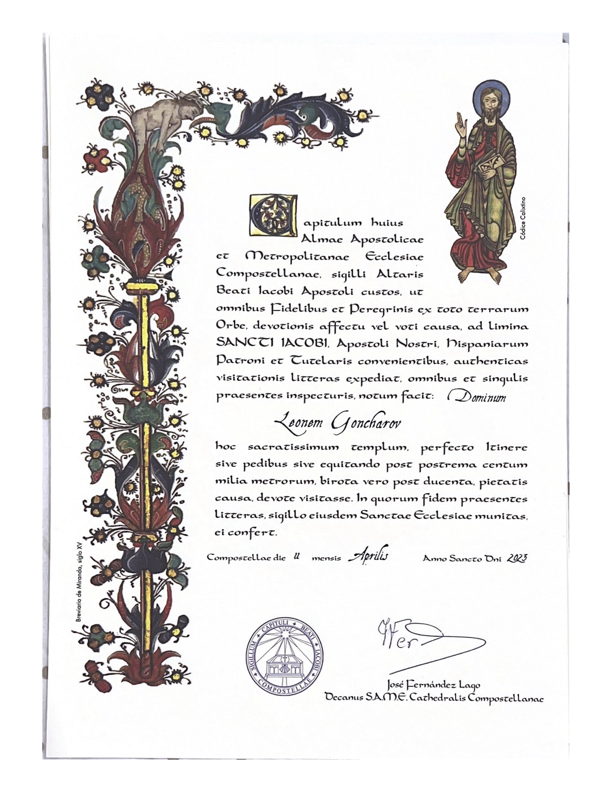 Capitulum huius
Almae Apostolicae
et Metropolitanae Ecclesiae
Compostellanae, sigilli Altaris
Beati Iacobi Apostoli custos, ut
omnibus Fidelibus et Peregrinis ex toto terrarum
Orbe, devotionis affectu vel voti causa, ad limina
SANCTI IACOBI, Apostoli Nostri, Hispaniarum
Patroni et Tutelaris convenientibus, authenticas
visitationis litteras expediat, omnibus et singulis
praesentes inspecturis, notum facit: Dominum
Leonem Goncharov
hoc sacratissimum templum, perfecto Itinere
sive pedibus sive equitando post postrema centum
milia metrorum, birota vero post ducenta, pietatis
causa, devote visitasse. In quorum fidem praesentes
litteras, sigillo eiusdem Sanctae Ecclesiae munitas,
ei confert.
Compostellae die 11 mensis Aprilis Anno Sancto Dni 2023
Códice Calixtino
Breviario de Miranda, siglo XV
SIGILLUM CAPITULI BEATI JACOBI COMPOSTELLAE
José Fernández Lago
Decanus S.A.M.E. Cathedralis Compostellanae